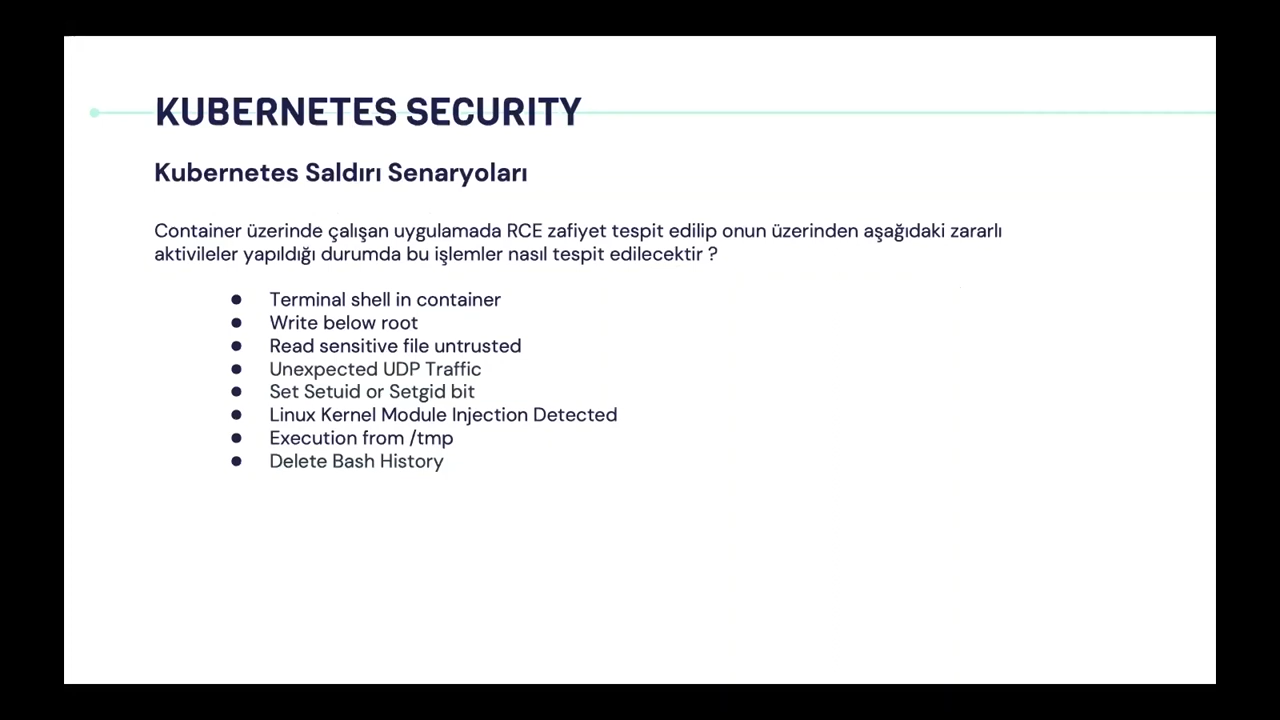 KUBERNETES SECURITY
Kubernetes Saldırı Senaryoları
Container üzerinde çalışan uygulamada RCE zafiyet tespit edilip onun üzerinden aşağıdaki zararlı
aktivileler yapıldığı durumda bu işlemler nasıl tespit edilecektir ?
● Terminal shell in container
● Write below root
● Read sensitive file untrusted
● Unexpected UDP Traffic
● Set Setuid or Setgid bit
● Linux Kernel Module Injection Detected
● Execution from /tmp
● Delete Bash History